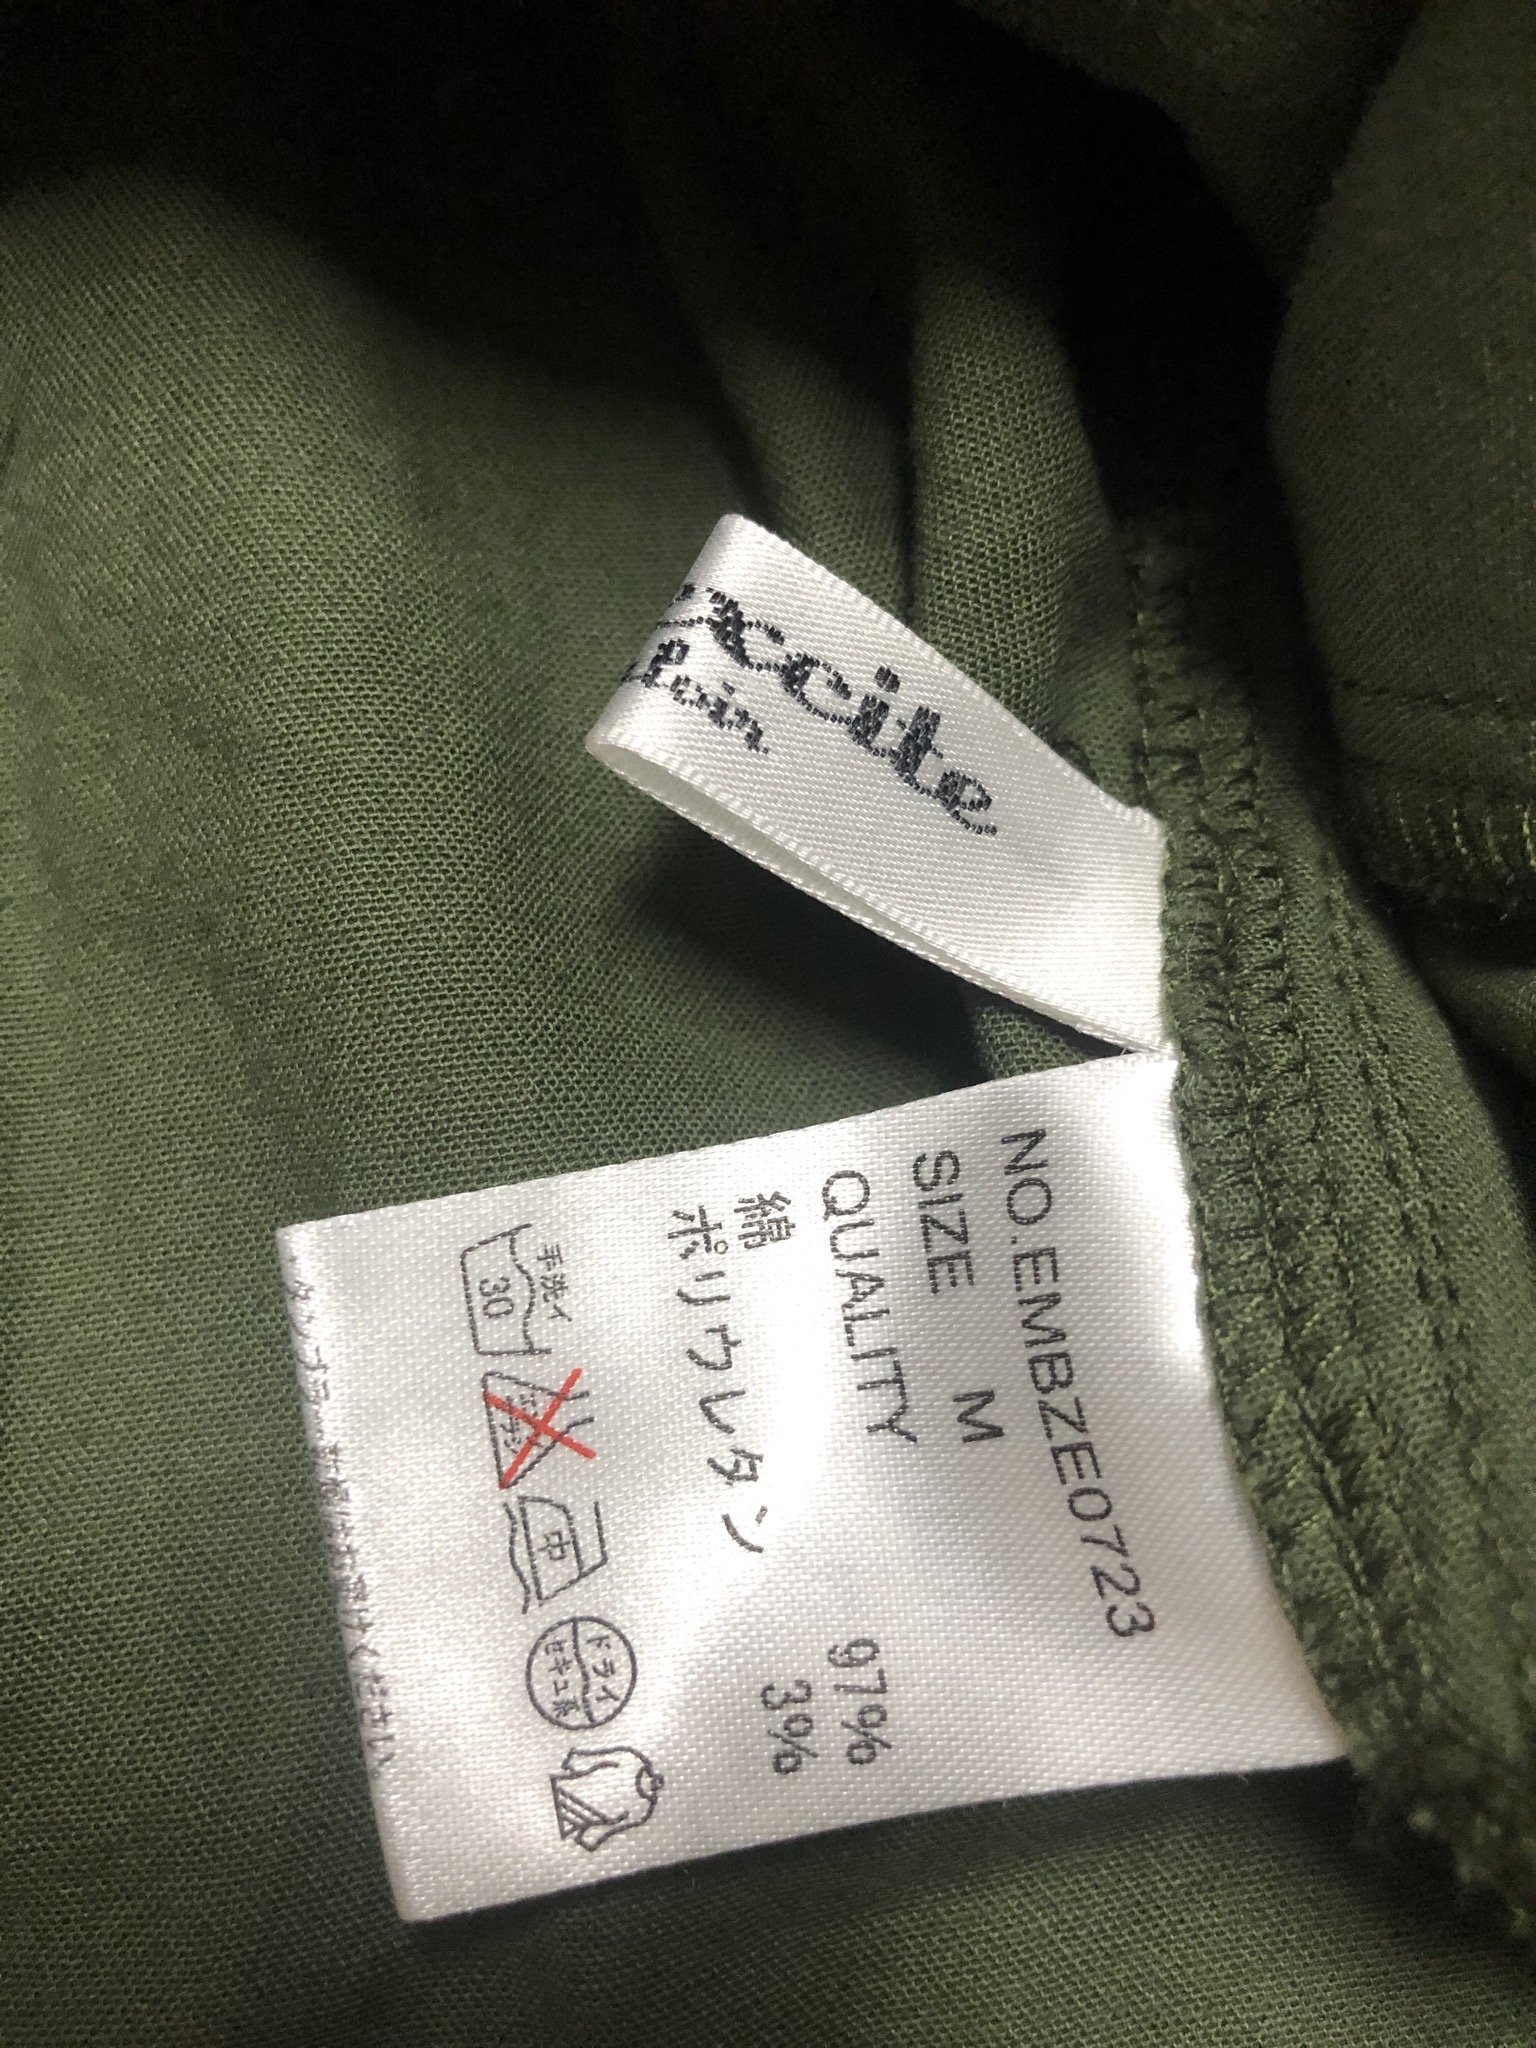 Xcite
NO.EMBZE0723
SIZE M
QUALITY
綿 97%
ポリウレタン 3%
手洗イ
30
中
ドライ
セキユ系